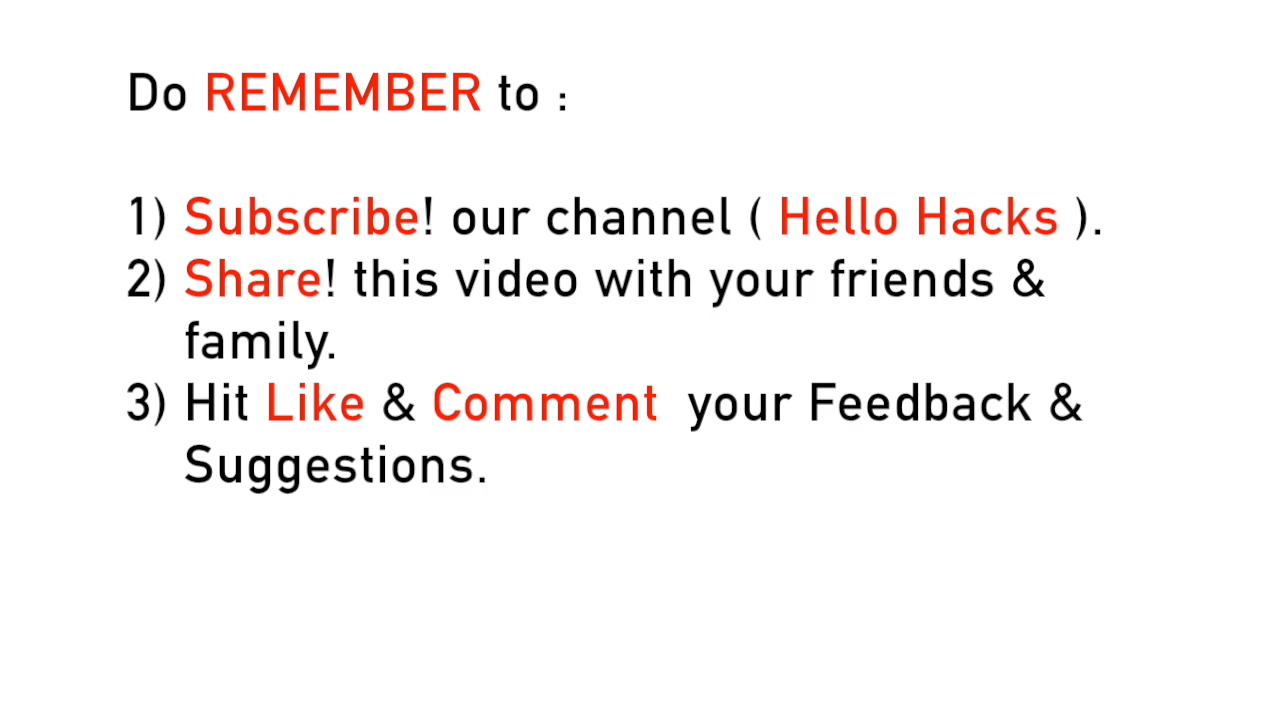 Do REMEMBER to :
1) Subscribe! our channel ( Hello Hacks ).
2) Share! this video with your friends &
family.
3) Hit Like & Comment  your Feedback &
Suggestions.